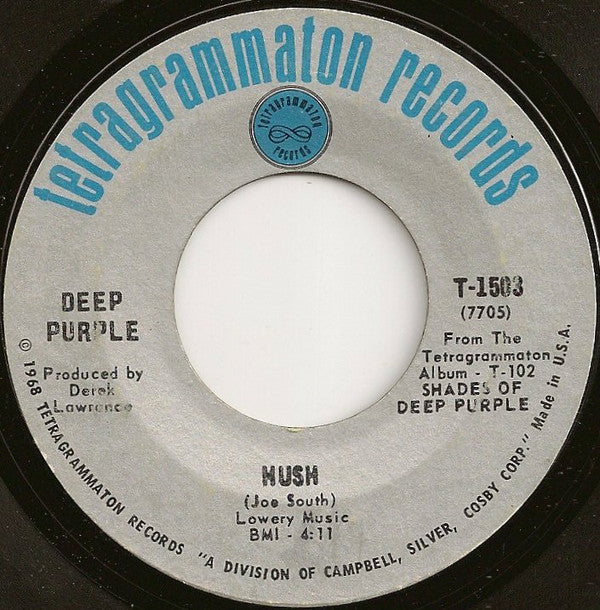 tetragrammaton records
tetragrammaton
records
DEEP
PURPLE
Produced by
Derek
Lawrence
T-1503
(7705)
From The
Tetragrammaton
Album - T-102
SHADES OF
DEEP PURPLE
HUSH
(Joe South)
Lowery Music
BMI - 4:11
© 1968 TETRAGRAMMATON RECORDS "A DIVISION OF CAMPBELL, SILVER, COSBY CORP." Made in U.S.A.